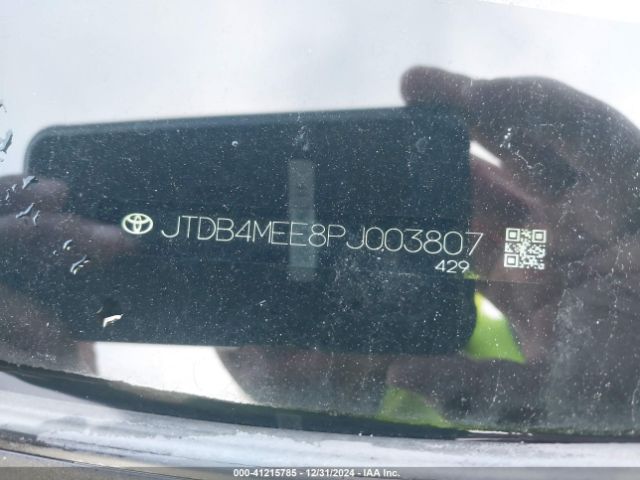 JTDB4MEE8PJ003807
429
000-41215785 - 12/31/2024 - IAA Inc.